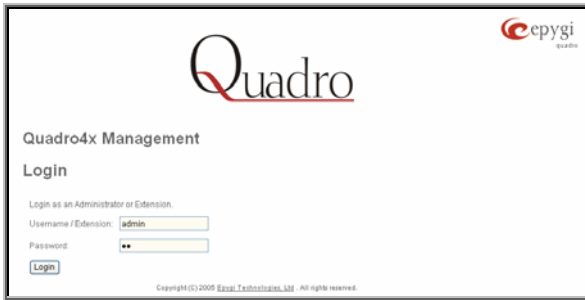 epygi
quadro
Quadro
Quadro4x Management
Login
Login as an Administrator or Extension.
Username / Extension: admin
Password: ••
Login
Copyright (C) 2005 Epygi Technologies, Ltd . All rights reserved.